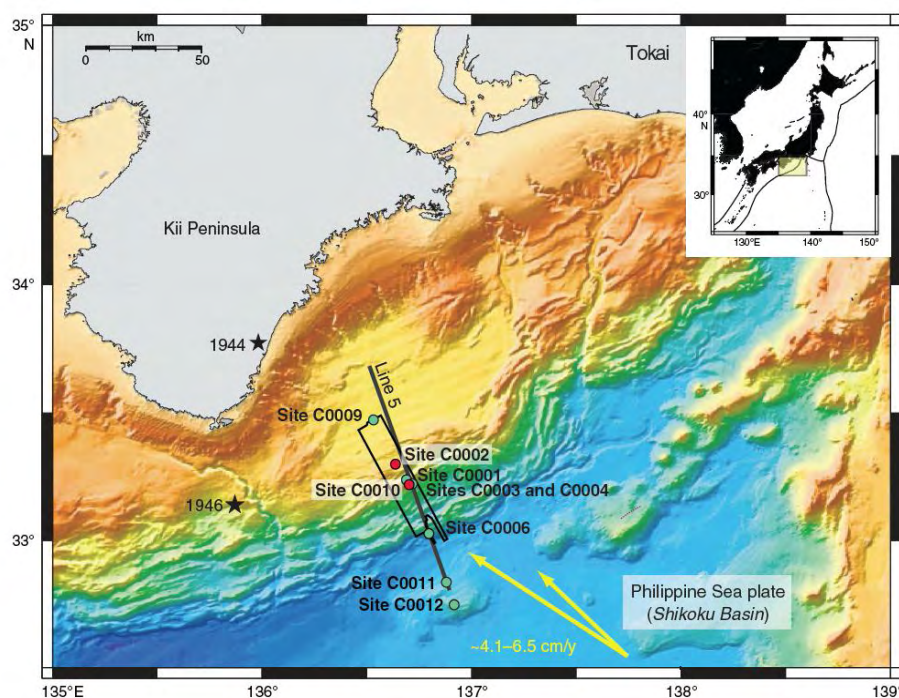 35°
N
km
0
50
Tokai
40°
N
30°
130°E
140°
150°
Kii Peninsula
34°
1944
Line 5
Site C0009
Site C0002
Site C0001
Site C0010
Sites C0003 and C0004
1946
Site C0006
33°
Site C0011
Site C0012
Philippine Sea plate
(Shikoku Basin)
~4.1–6.5 cm/y
135°E
136°
137°
138°
139°